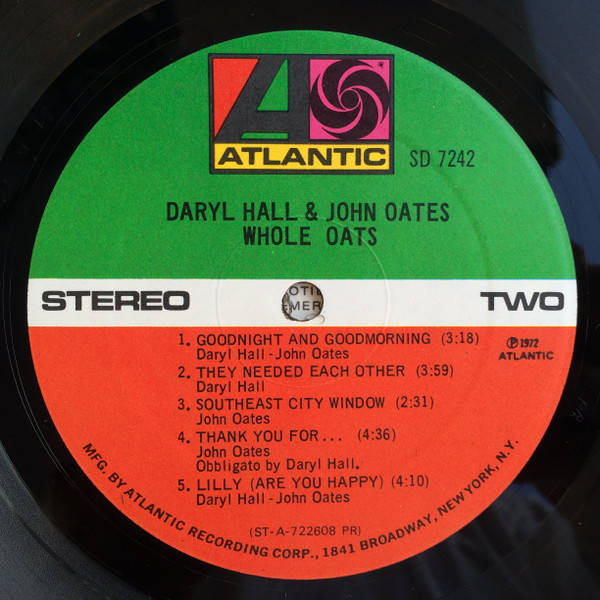 ATLANTIC
SD 7242
DARYL HALL & JOHN OATES
WHOLE OATS
STEREO
TWO
1. GOODNIGHT AND GOODMORNING (3:18)
Daryl Hall - John Oates
℗ 1972
ATLANTIC
2. THEY NEEDED EACH OTHER (3:59)
Daryl Hall
3. SOUTHEAST CITY WINDOW (2:31)
John Oates
4. THANK YOU FOR... (4:36)
John Oates
Obbligato by Daryl Hall.
5. LILLY (ARE YOU HAPPY) (4:10)
Daryl Hall - John Oates
(ST-A-722608 PR)
MFG. BY ATLANTIC RECORDING CORP., 1841 BROADWAY, NEW YORK, N.Y.